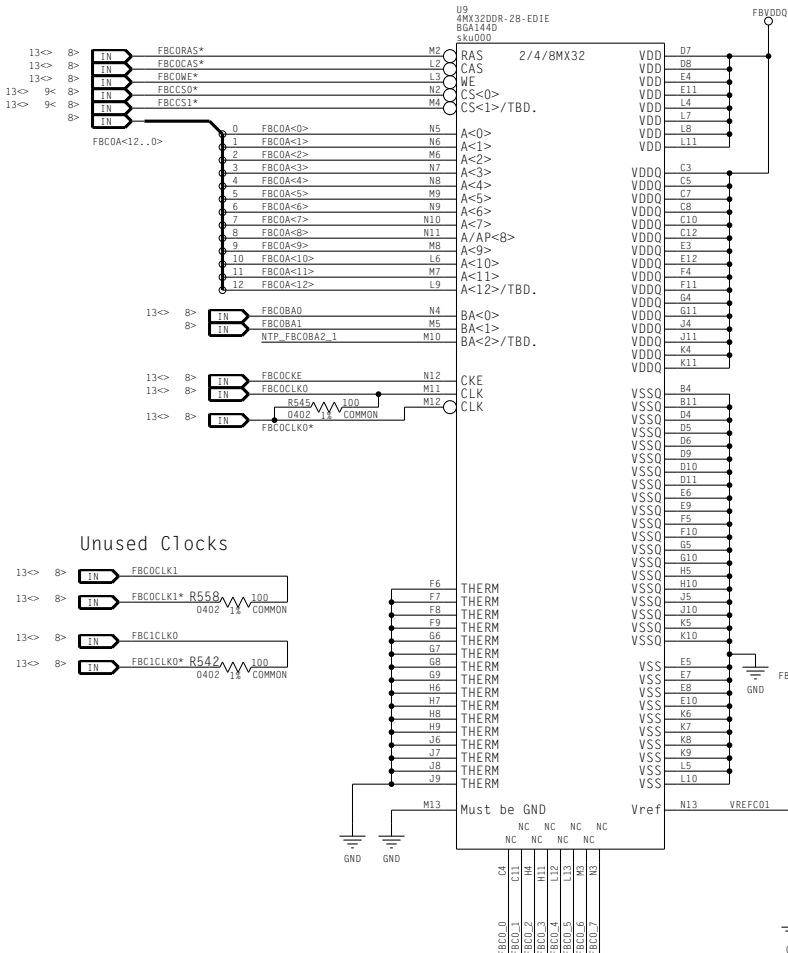 U9
4MX32DDR-28-EDIE
BGA144D
sku000
FBVDDQ
13<> 8> IN FBC0RAS* M2 RAS 2/4/8MX32 VDD D7
13<> 8> IN FBC0CAS* L2 CAS VDD D8
13<> 8> IN FBC0WE* L3 WE VDD E4
13<> 9< 8> IN FBCCS0* N2 CS<0> VDD E11
13<> 9< 8> IN FBCCS1* M4 CS<1>/TBD. VDD L4
8> IN VDD L7
FBC0A<12..0>
0 FBC0A<0> N5 A<0> VDD L8
1 FBC0A<1> N6 A<1> VDD L11
2 FBC0A<2> M6 A<2>
3 FBC0A<3> N7 A<3> VDDQ C3
4 FBC0A<4> N8 A<4> VDDQ C5
5 FBC0A<5> M9 A<5> VDDQ C7
6 FBC0A<6> N9 A<6> VDDQ C8
7 FBC0A<7> N10 A<7> VDDQ C10
8 FBC0A<8> N11 A/AP<8> VDDQ C12
9 FBC0A<9> M8 A<9> VDDQ E3
10 FBC0A<10> L6 A<10> VDDQ E12
11 FBC0A<11> M7 A<11> VDDQ F4
12 FBC0A<12> L9 A<12>/TBD. VDDQ F11
VDDQ G4
13<> 8> IN FBC0BA0 N4 BA<0> VDDQ G11
8> IN FBC0BA1 M5 BA<1> VDDQ J4
NTP_FBC0BA2_1 M10 BA<2>/TBD. VDDQ J11
VDDQ K4
VDDQ K11
13<> 8> IN FBC0CKE N12 CKE
13<> 8> IN FBC0CLK0 M11 CLK VSSQ B4
R545 100 M12 CLK VSSQ B11
0402 1% COMMON
13<> 8> IN FBC0CLK0*
VSSQ D4
VSSQ D5
VSSQ D6
VSSQ D9
VSSQ D10
VSSQ D11
VSSQ E6
VSSQ E9
VSSQ F5
VSSQ F10
VSSQ G5
VSSQ G10
VSSQ H5
VSSQ H10
VSSQ J5
VSSQ J10
VSSQ K5
VSSQ K10
Unused Clocks
13<> 8> IN FBC0CLK1
13<> 8> IN FBC0CLK1* R558 100
0402 1% COMMON
13<> 8> IN FBC1CLK0
13<> 8> IN FBC1CLK0* R542 100
0402 1% COMMON
F6 THERM
F7 THERM
F8 THERM
F9 THERM
G6 THERM
G7 THERM
G8 THERM
G9 THERM
H6 THERM
H7 THERM
H8 THERM
H9 THERM
J6 THERM
J7 THERM
J8 THERM
J9 THERM
VSS E5
VSS E7
VSS E8
VSS E10
VSS K6
VSS K7
VSS K8
VSS K9
VSS L5
VSS L10
GND
FB
M13 Must be GND Vref N13 VREFC01
NC NC NC NC
NC NC NC NC
GND GND
C4 C11 H4 H11 L12 L13 M3 N3
FBC0_0 FBC0_1 FBC0_2 FBC0_3 FBC0_4 FBC0_5 FBC0_6 FBC0_7